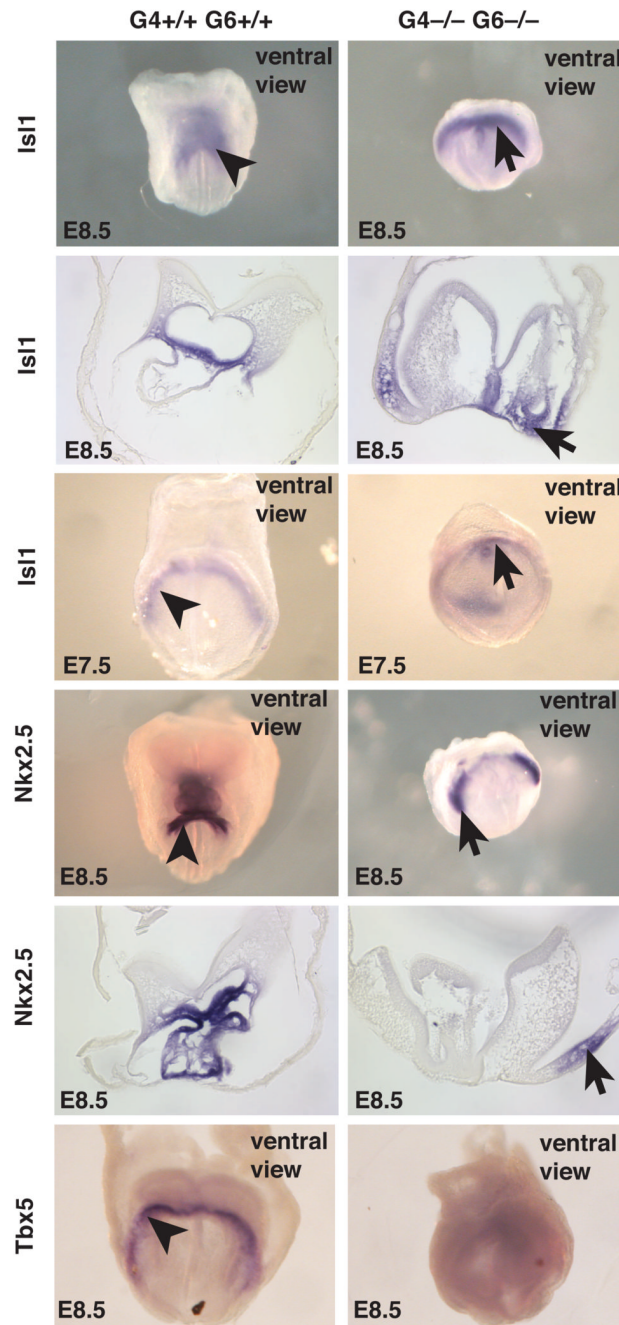 G4+/+ G6+/+
G4–/– G6–/–
Isl1
ventral
view
E8.5
ventral
view
E8.5
Isl1
E8.5
E8.5
Isl1
ventral
view
E7.5
ventral
view
E7.5
Nkx2.5
ventral
view
E8.5
ventral
view
E8.5
Nkx2.5
E8.5
E8.5
Tbx5
ventral
view
E8.5
ventral
view
E8.5